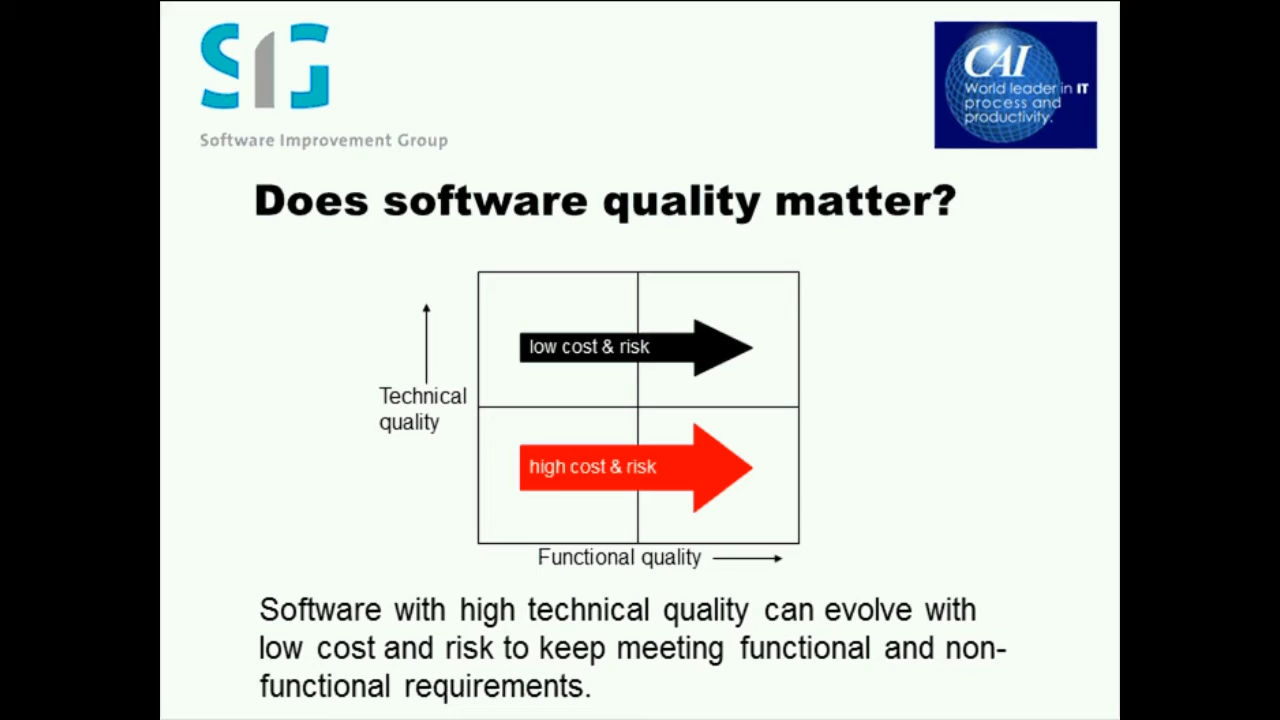 SIG
Software Improvement Group
CAI
World leader in IT
process and
productivity.
Does software quality matter?
low cost & risk
Technical
quality
high cost & risk
Functional quality
Software with high technical quality can evolve with
low cost and risk to keep meeting functional and non-
functional requirements.